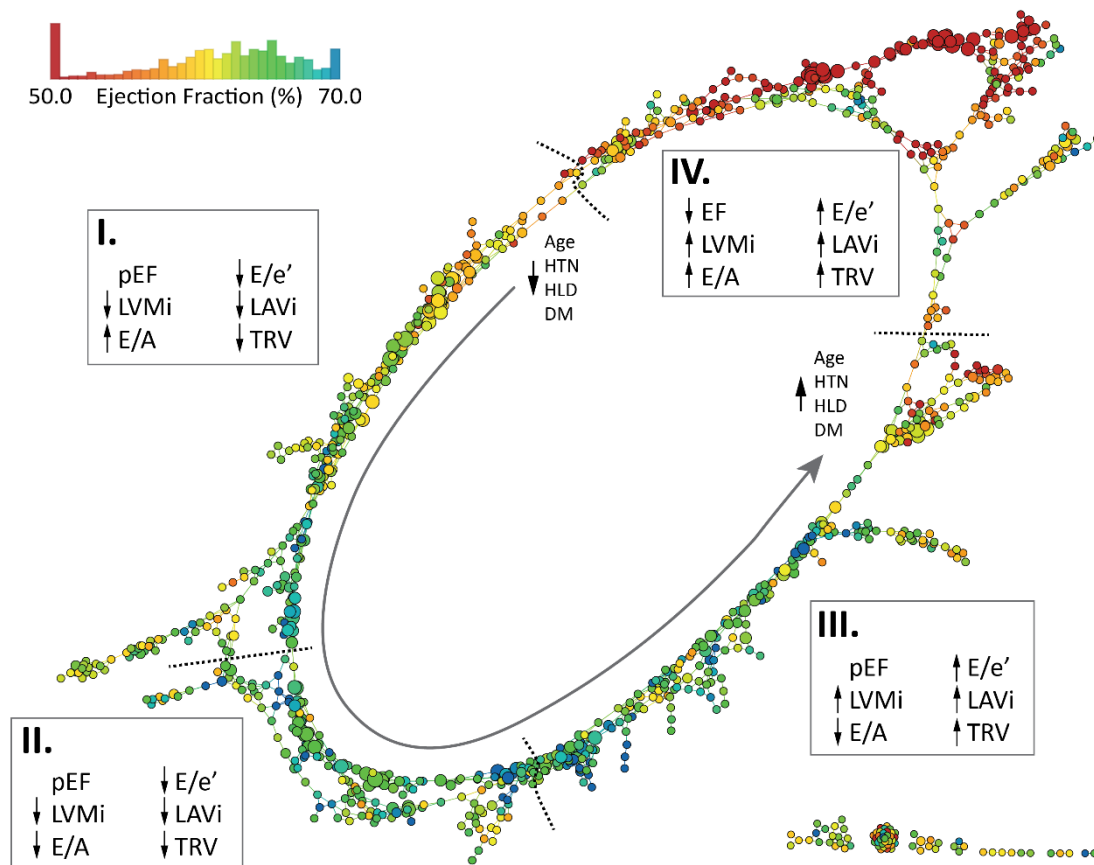 50.0 Ejection Fraction (%) 70.0
I.
pEF ↓ E/e’
↓ LVMi ↓ LAVi
↑ E/A ↓ TRV
Age
HTN
↓ HLD
DM
IV.
↓ EF ↑ E/e’
↑ LVMi ↑ LAVi
↑ E/A ↑ TRV
Age
HTN
↑ HLD
DM
III.
pEF ↑ E/e’
↑ LVMi ↑ LAVi
↓ E/A ↑ TRV
II.
pEF ↓ E/e’
↓ LVMi ↓ LAVi
↓ E/A ↓ TRV